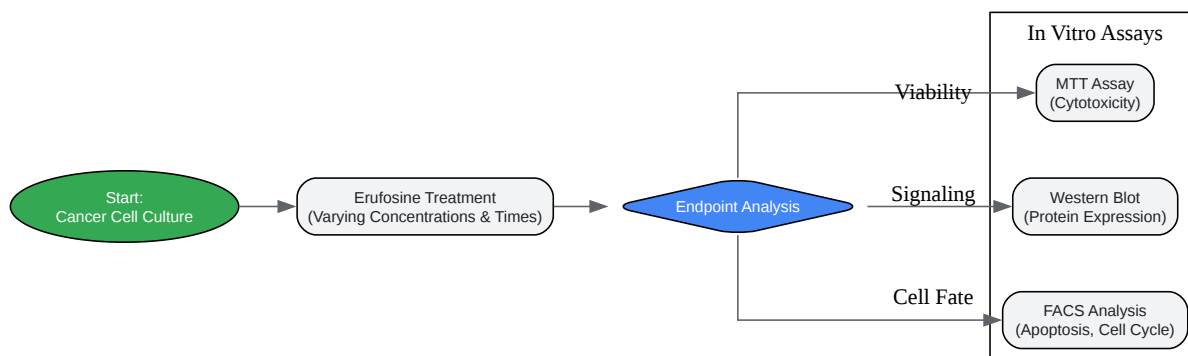 In Vitro Assays
Viability
MTT Assay
(Cytotoxicity)
Start:
Cancer Cell Culture
Erufosine Treatment
(Varying Concentrations & Times)
Endpoint Analysis
Signaling
Western Blot
(Protein Expression)
Cell Fate
FACS Analysis
(Apoptosis, Cell Cycle)